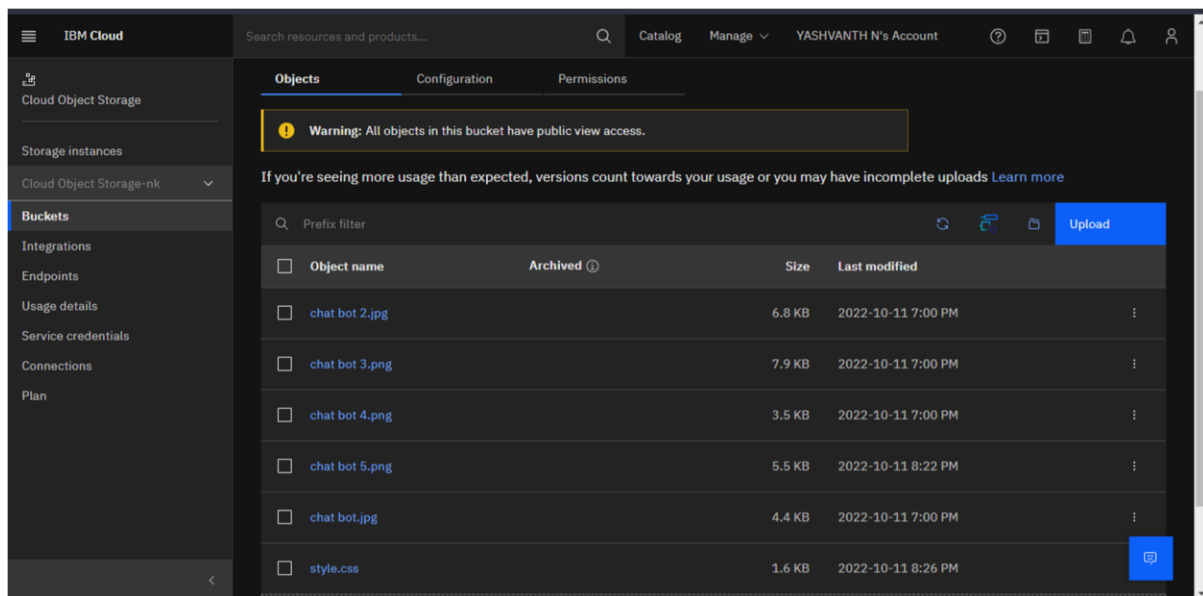 IBM Cloud
Search resources and products...
Catalog
Manage
YASHVANTH N's Account
Cloud Object Storage
Storage instances
Cloud Object Storage-nk
Buckets
Integrations
Endpoints
Usage details
Service credentials
Connections
Plan
Objects
Configuration
Permissions
Warning: All objects in this bucket have public view access.
If you're seeing more usage than expected, versions count towards your usage or you may have incomplete uploads Learn more
Prefix filter
Upload
Object name Archived Size Last modified
chat bot 2.jpg 6.8 KB 2022-10-11 7:00 PM
chat bot 3.png 7.9 KB 2022-10-11 7:00 PM
chat bot 4.png 3.5 KB 2022-10-11 7:00 PM
chat bot 5.png 5.5 KB 2022-10-11 8:22 PM
chat bot.jpg 4.4 KB 2022-10-11 7:00 PM
style.css 1.6 KB 2022-10-11 8:26 PM